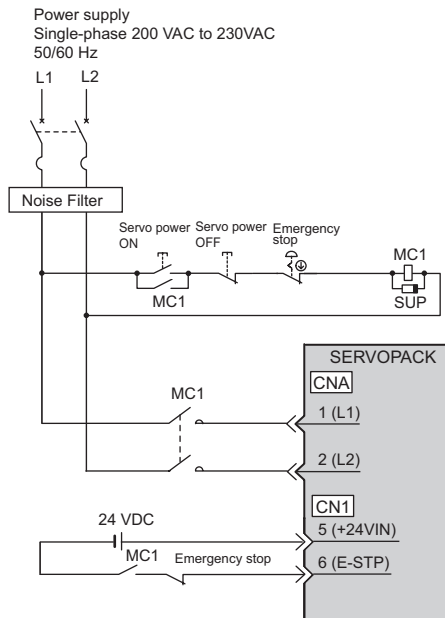 Power supply
Single-phase 200 VAC to 230VAC
50/60 Hz
L1 L2
Noise Filter
Servo power
ON
Servo power
OFF
Emergency
stop
MC1
MC1
SUP
SERVOPACK
CNA
MC1
1 (L1)
2 (L2)
CN1
24 VDC
5 (+24VIN)
MC1
Emergency stop
6 (E-STP)